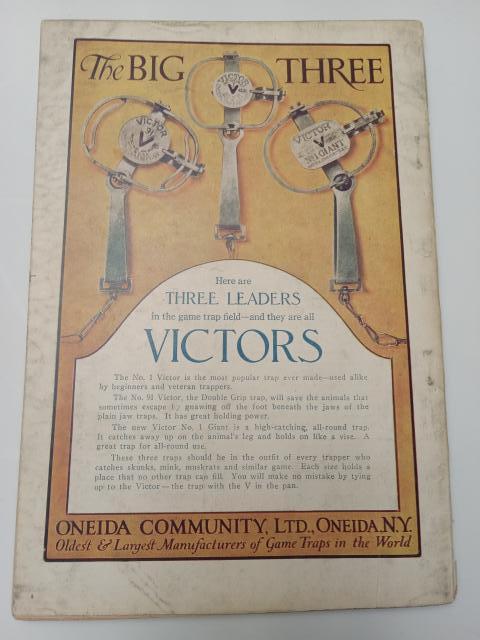 The BIG THREE
VICTOR
V
VICTOR
91
V
VICTOR
V
No1 GIANT
Here are
THREE LEADERS
in the game trap field—and they are all
VICTORS
The No. 1 Victor is the most popular trap ever made—used alike
by beginners and veteran trappers.
The No. 91 Victor, the Double Grip trap, will save the animals that
sometimes escape by gnawing off the foot beneath the jaws of the
plain jaw traps. It has great holding power.
The new Victor No. 1 Giant is a high-catching, all-round trap.
It catches away up on the animal's leg and holds on like a vise. A
great trap for all-round use.
These three traps should be in the outfit of every trapper who
catches skunks, mink, muskrats and similar game. Each size holds a
place that no other trap can fill. You will make no mistake by tying
up to the Victor—the trap with the V in the pan.
ONEIDA COMMUNITY, LTD., ONEIDA, N.Y.
Oldest & Largest Manufacturers of Game Traps in the World